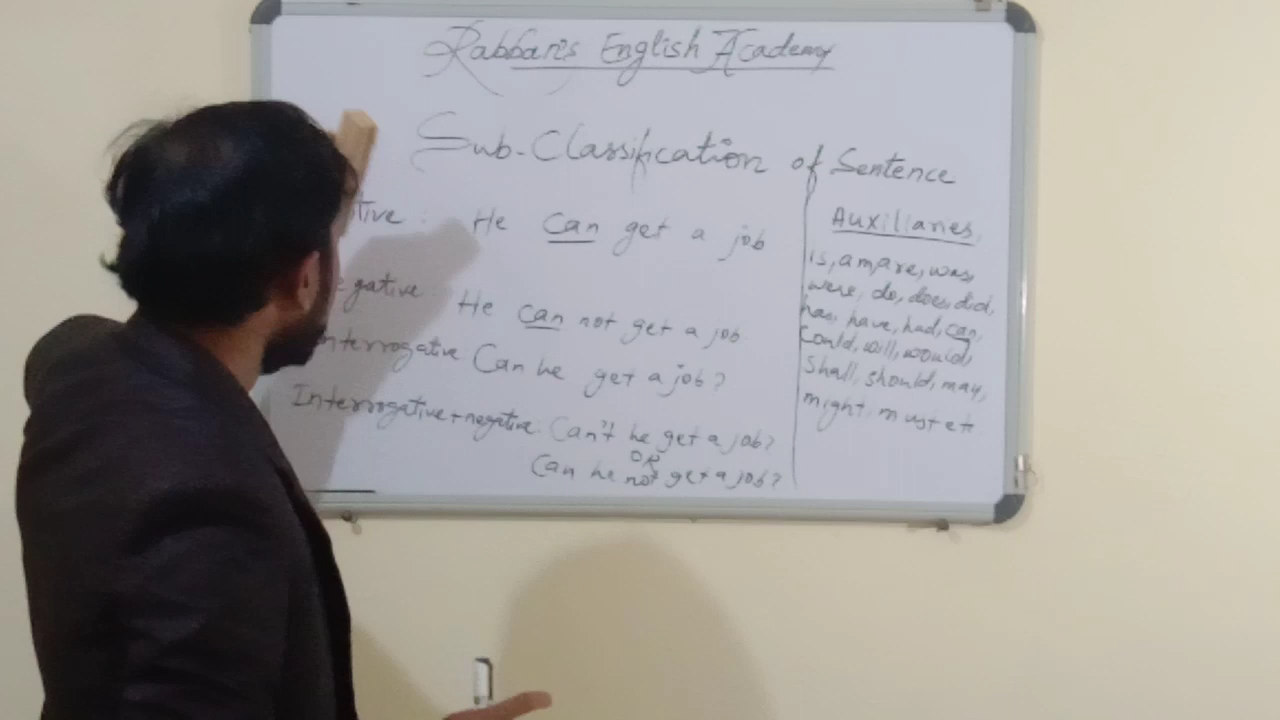 Rabbani's English Academy
Sub-Classification of Sentence
tive: He can get a job
egative: He can not get a job
nterrogative Can he get a job?
Interrogative+negative: Can't he get a job?
OR
Can he not get a job?
Auxiliaries,
is, am, are, was,
were, do, does, did,
has, have, had, can,
Could, will, would,
Shall, should, may,
might, must etc